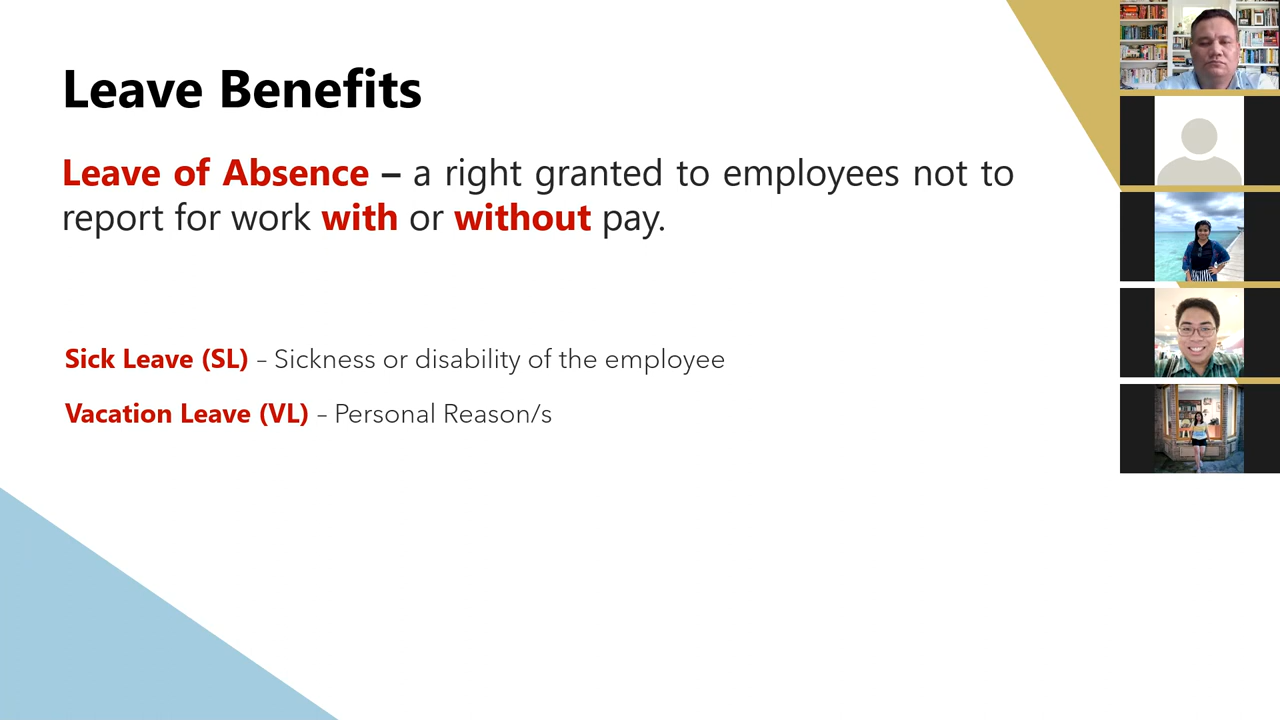 Leave Benefits
Leave of Absence – a right granted to employees not to
report for work with or without pay.
Sick Leave (SL) – Sickness or disability of the employee
Vacation Leave (VL) – Personal Reason/s